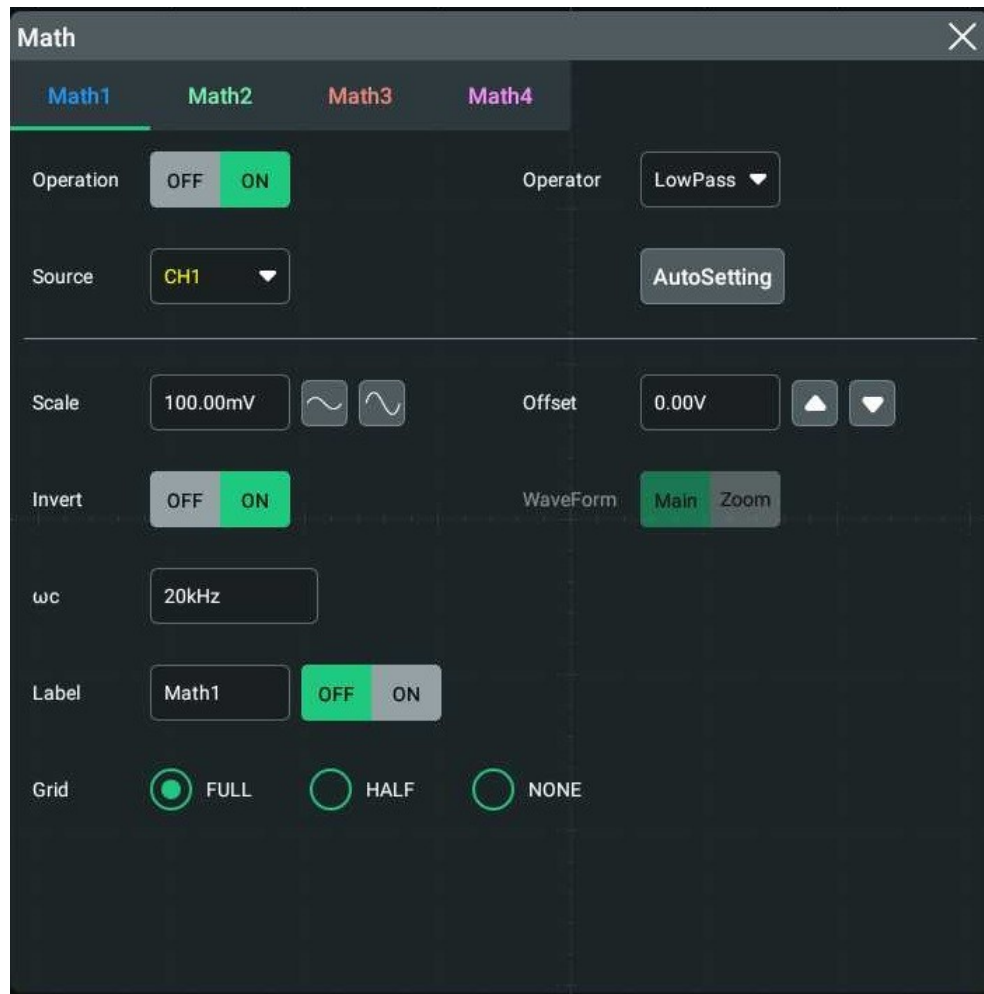 Math
Math1 Math2 Math3 Math4
Operation OFF ON Operator LowPass
Source CH1 AutoSetting
Scale 100.00mV Offset 0.00V
Invert OFF ON WaveForm Main Zoom
ωc 20kHz
Label Math1 OFF ON
Grid FULL HALF NONE